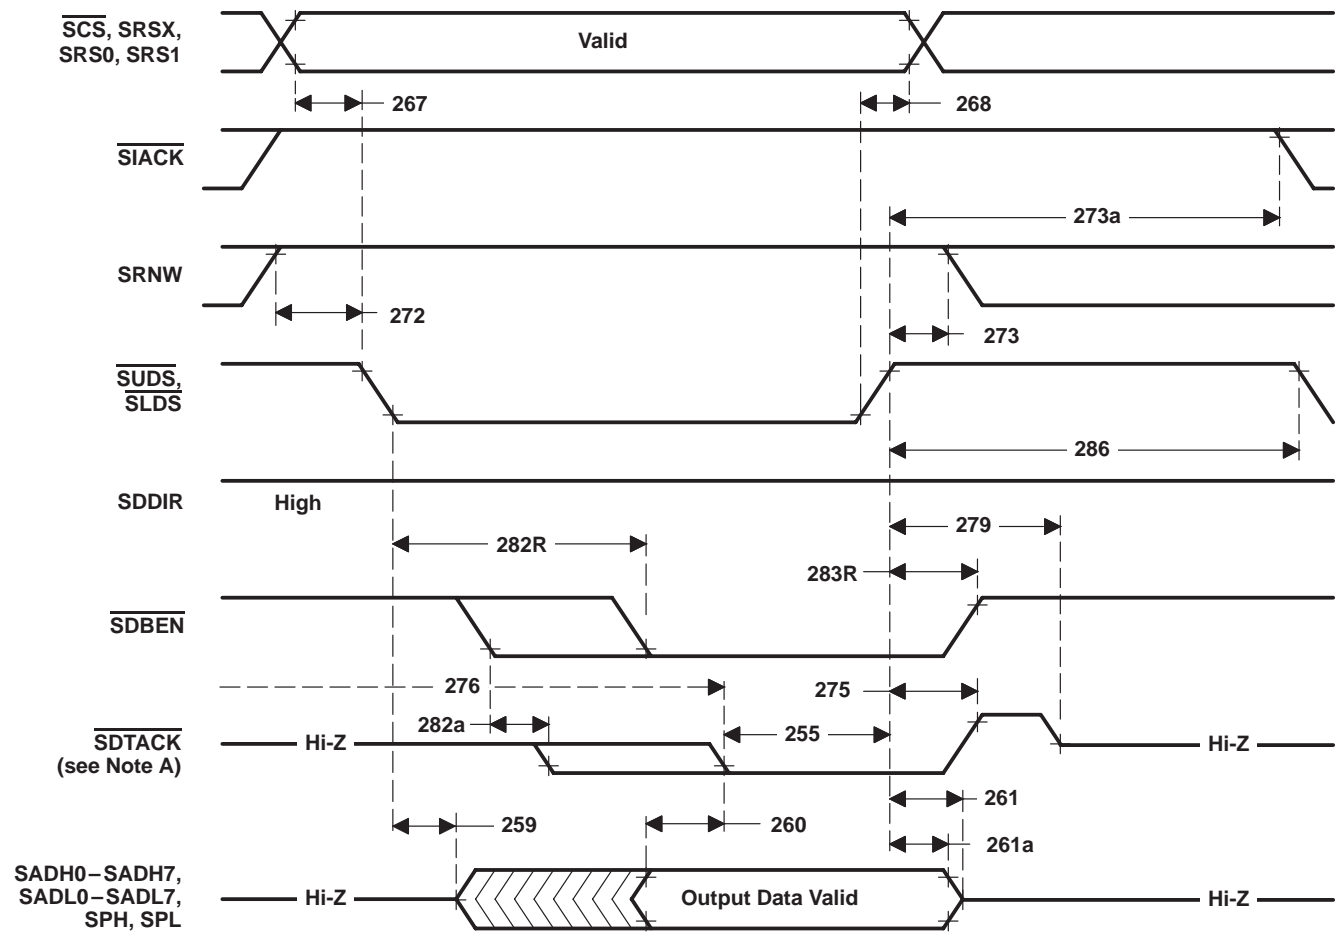 SCS, SRSX,
SRS0, SRS1
Valid
267
268
SIACK
273a
SRNW
272
273
SUDS,
SLDS
286
SDDIR
High
279
282R
283R
SDBEN
276
275
282a
255
SDTACK
(see Note A)
Hi-Z
Hi-Z
261
259
260
261a
SADH0–SADH7,
SADL0–SADL7,
SPH, SPL
Hi-Z
Output Data Valid
Hi-Z